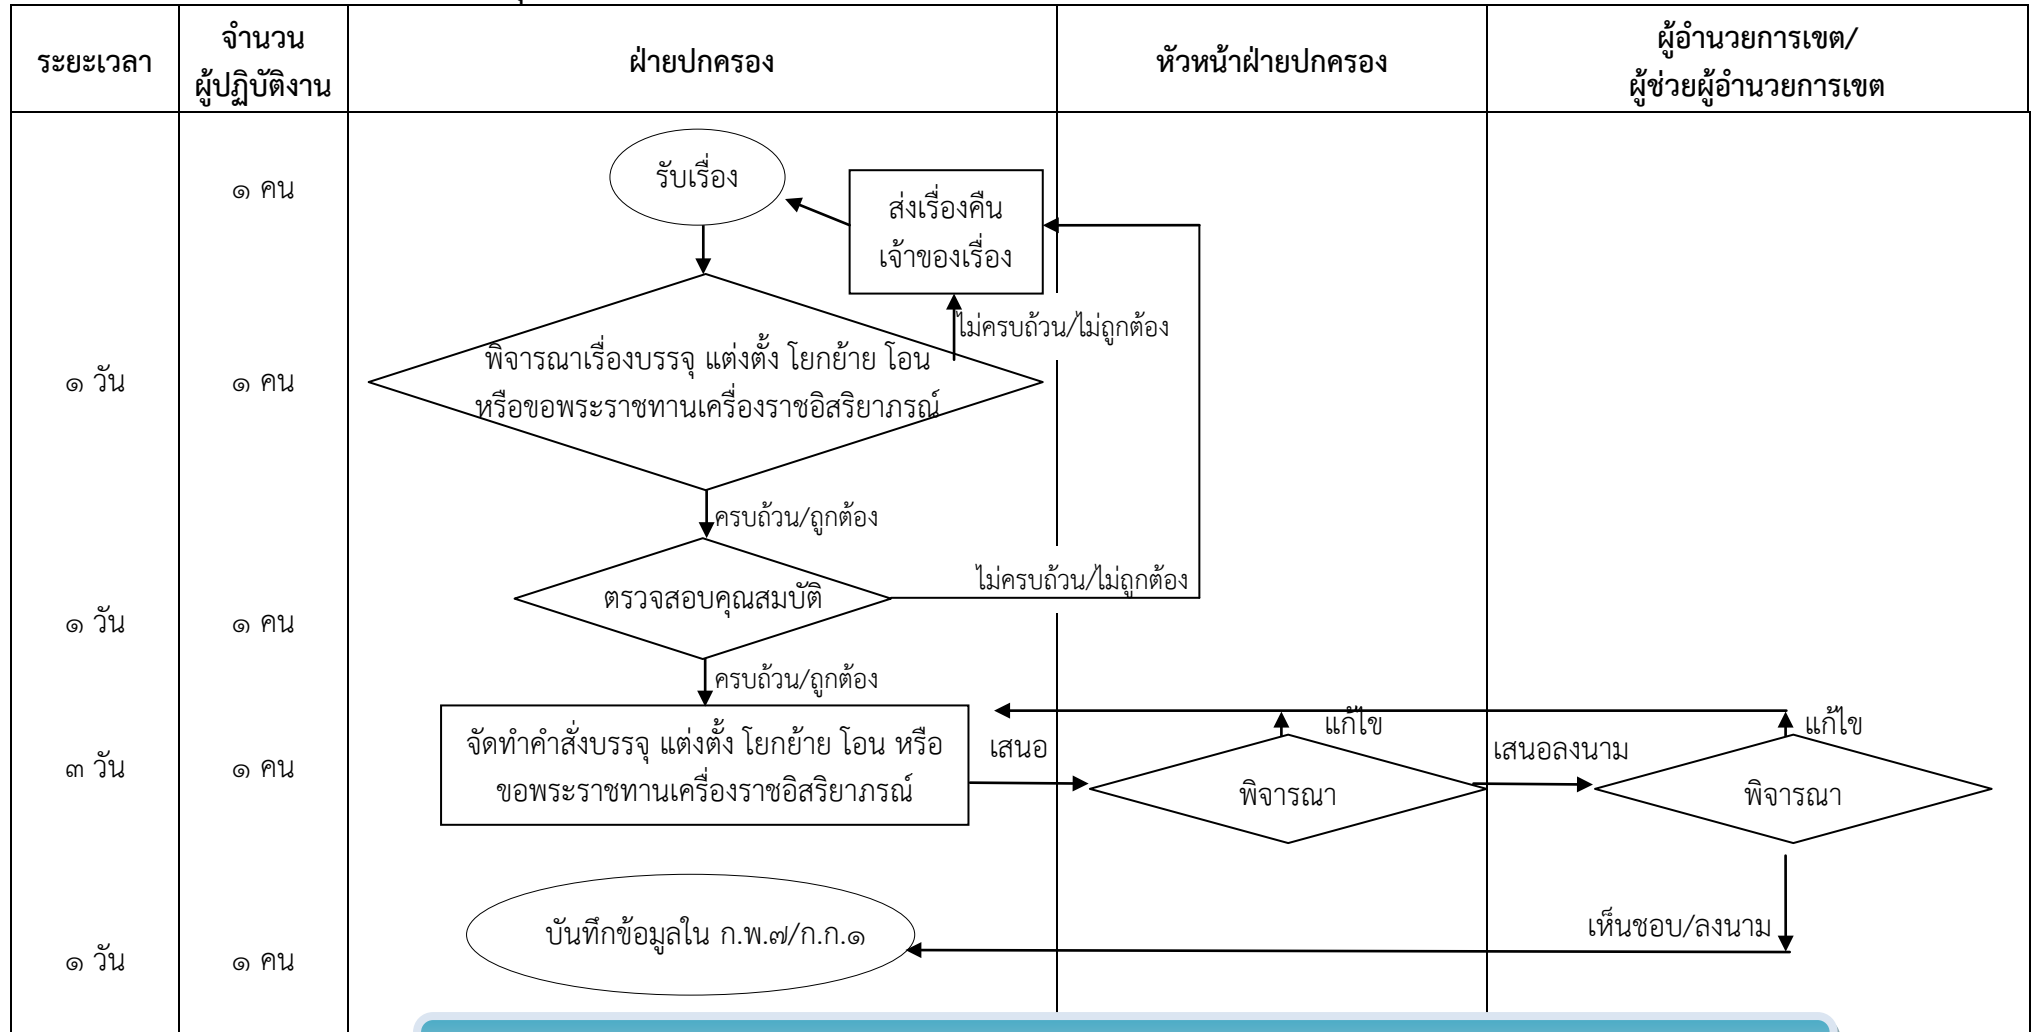 ระยะเวลา
จำนวน
ผู้ปฏิบัติงาน
ฝ่ายปกครอง
หัวหน้าฝ่ายปกครอง
ผู้อำนวยการเขต/
ผู้ช่วยผู้อำนวยการเขต
๑ คน
รับเรื่อง
ส่งเรื่องคืน
เจ้าของเรื่อง
ไม่ครบถ้วน/ไม่ถูกต้อง
๑ วัน
๑ คน
พิจารณาเรื่องบรรจุ แต่งตั้ง โยกย้าย โอน
หรือขอพระราชทานเครื่องราชอิสริยาภรณ์
ครบถ้วน/ถูกต้อง
ไม่ครบถ้วน/ไม่ถูกต้อง
๑ วัน
๑ คน
ตรวจสอบคุณสมบัติ
ครบถ้วน/ถูกต้อง
๓ วัน
๑ คน
จัดทำคำสั่งบรรจุ แต่งตั้ง โยกย้าย โอน หรือ
ขอพระราชทานเครื่องราชอิสริยาภรณ์
เสนอ
แก้ไข
พิจารณา
เสนอลงนาม
แก้ไข
พิจารณา
เห็นชอบ/ลงนาม
๑ วัน
๑ คน
บันทึกข้อมูลใน ก.พ.๗/ก.ก.๑